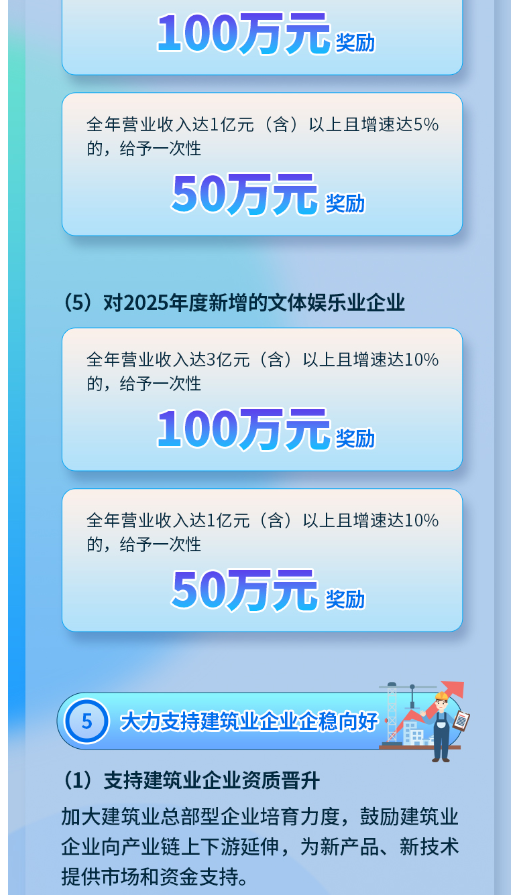 100万元 奖励
全年营业收入达1亿元（含）以上且增速达5%
的，给予一次性
50万元 奖励
（5）对2025年度新增的文体娱乐业企业
全年营业收入达3亿元（含）以上且增速达10%
的，给予一次性
100万元 奖励
全年营业收入达1亿元（含）以上且增速达10%
的，给予一次性
50万元 奖励
5 大力支持建筑业企业企稳向好
（1）支持建筑业企业资质晋升
加大建筑业总部型企业培育力度，鼓励建筑业
企业向产业链上下游延伸，为新产品、新技术
提供市场和资金支持。